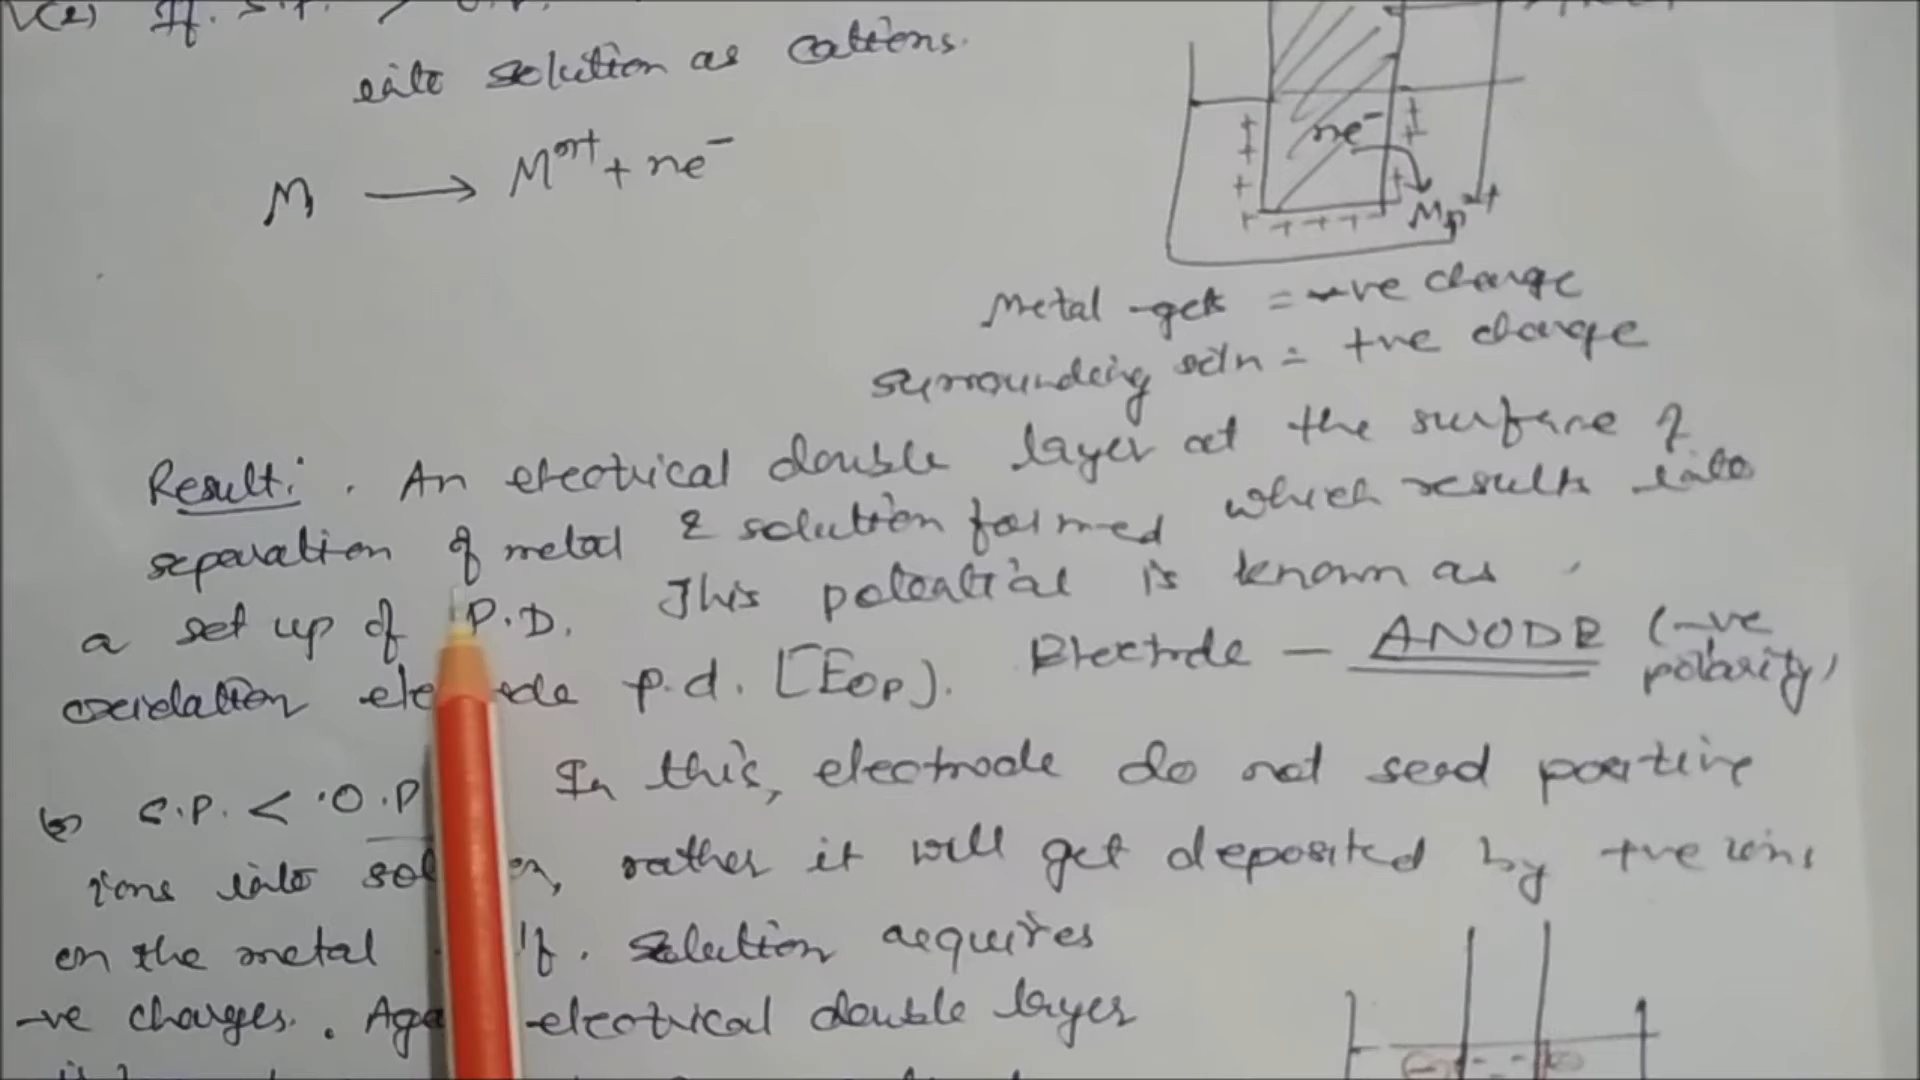 into solution as cations.
M ⟶ Mⁿ⁺ + ne⁻
ne⁻
Mⁿ⁺
Metal gets = -ve charge
surrounding soln = +ve charge
Result: . An electrical double layer at the surface of
separation of metal & solution formed which results into
a set up of P.D. This potential is known as
oxidation electrode p.d. [EOP). Electrode — ANODE (-ve polarity)
(b) S.P. < O.P In this, electrode do not send positive
ions into solution, rather it will get deposited by +ve ions
on the metal itself. Solution acquires
-ve charges. Again electrical double layer